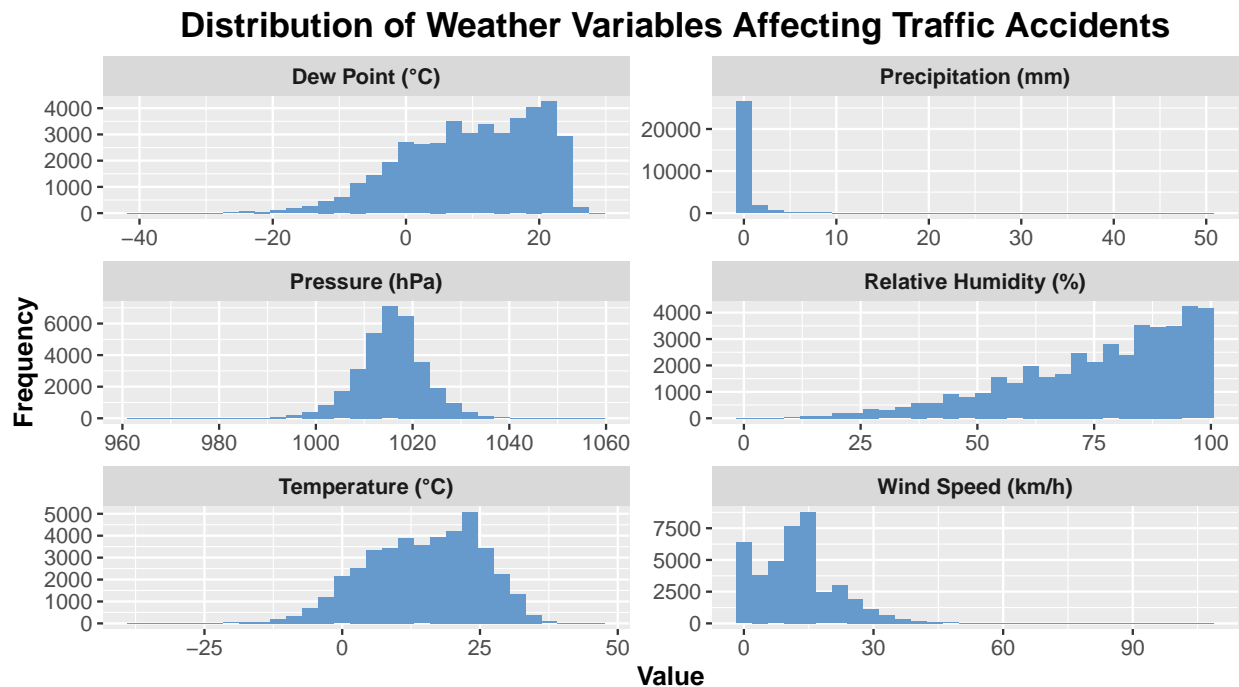 Distribution of Weather Variables Affecting Traffic Accidents
Dew Point (°C)
4000
3000
2000
1000
0
−40 −20 0 20
Precipitation (mm)
20000
10000
0
0 10 20 30 40 50
Pressure (hPa)
6000
4000
2000
0
960 980 1000 1020 1040 1060
Relative Humidity (%)
4000
3000
2000
1000
0
0 25 50 75 100
Temperature (°C)
5000
4000
3000
2000
1000
0
−25 0 25 50
Wind Speed (km/h)
7500
5000
2500
0
0 30 60 90
Frequency
Value